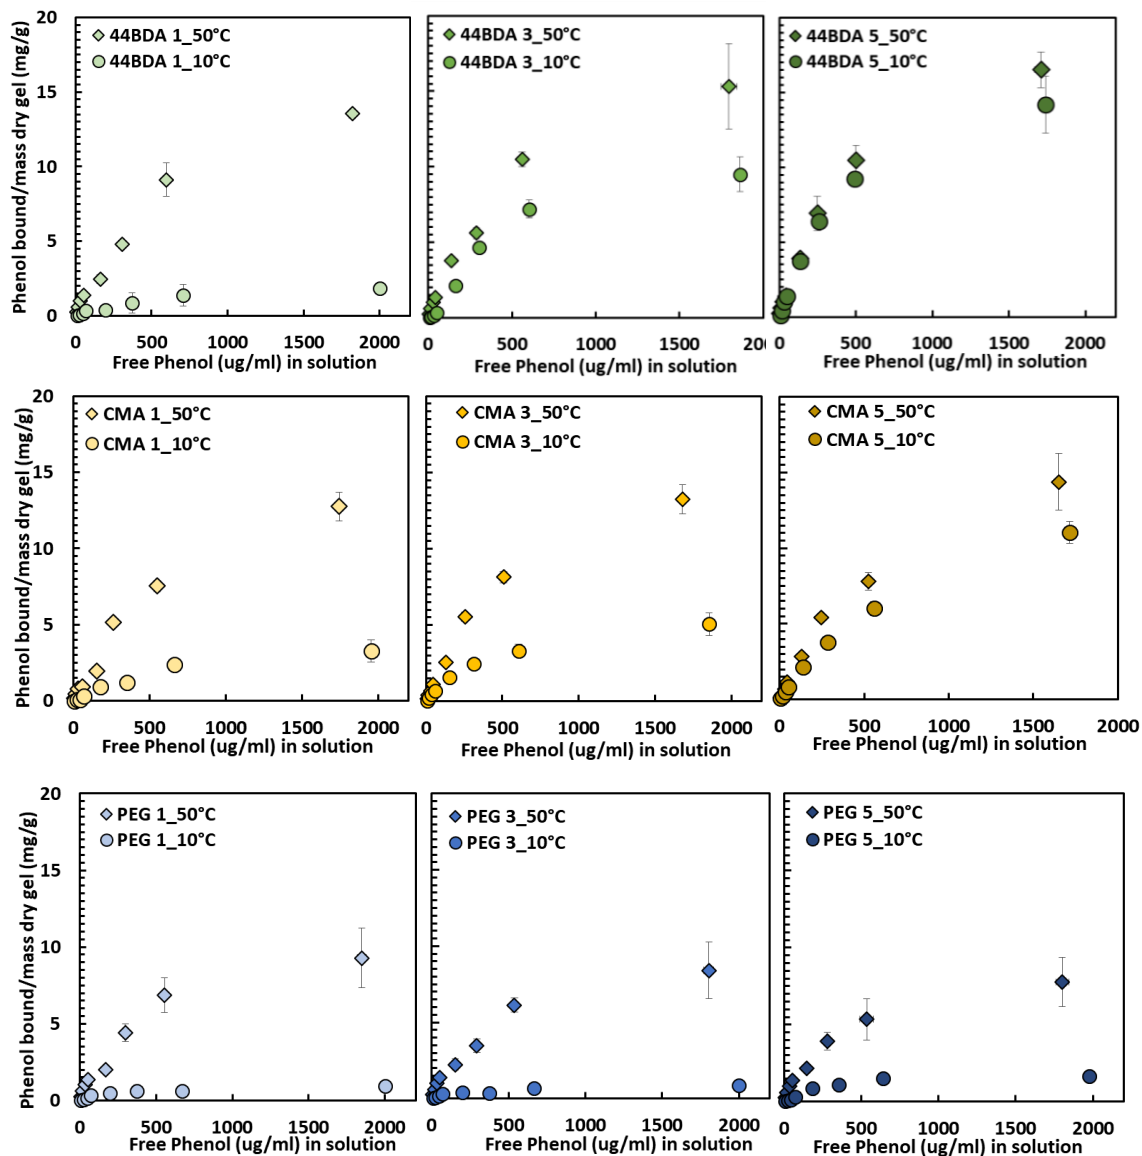 Phenol bound/mass dry gel (mg/g)
20
15
10
5
0
44BDA 1_50°C
44BDA 1_10°C
0 500 1000 1500 2000
Free Phenol (ug/ml) in solution
44BDA 3_50°C
44BDA 3_10°C
0 500 1000 1500 200(
Free Phenol (ug/ml) in solution
44BDA 5_50°C
44BDA 5_10°C
0 500 1000 1500 2000
Free Phenol (ug/ml) in solution
Phenol bound/mass dry gel (mg/g)
20
15
10
5
0
CMA 1_50°C
CMA 1_10°C
0 500 1000 1500 2000
Free Phenol (ug/ml) in solution
CMA 3_50°C
CMA 3_10°C
0 500 1000 1500 2000
Free Phenol (ug/ml) in solution
CMA 5_50°C
CMA 5_10°C
0 500 1000 1500 2000
Free Phenol (ug/ml) in solution
Phenol bound/mass dry gel (mg/g)
20
15
10
5
0
PEG 1_50°C
PEG 1_10°C
0 500 1000 1500 2000
Free Phenol (ug/ml) in solution
PEG 3_50°C
PEG 3_10°C
0 500 1000 1500 2000
Free Phenol (ug/ml) in solution
PEG 5_50°C
PEG 5_10°C
0 500 1000 1500 2000
Free Phenol (ug/ml) in solution